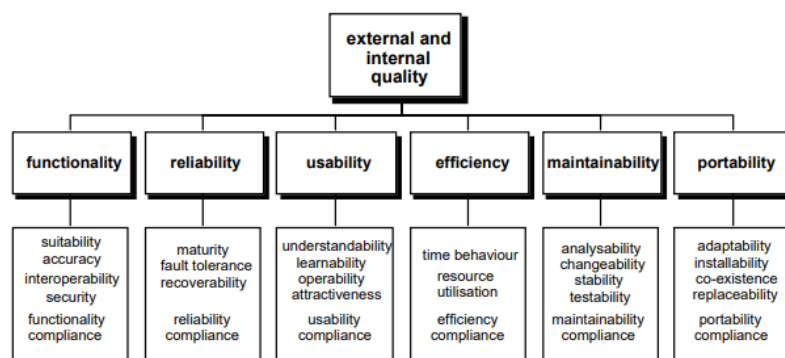 external and
internal
quality
functionality
reliability
usability
efficiency
maintainability
portability
suitability
accuracy
interoperability
security
functionality
compliance
maturity
fault tolerance
recoverability
reliability
compliance
understandability
learnability
operability
attractiveness
usability
compliance
time behaviour
resource
utilisation
efficiency
compliance
analysability
changeability
stability
testability
maintainability
compliance
adaptability
installability
co-existence
replaceability
portability
compliance